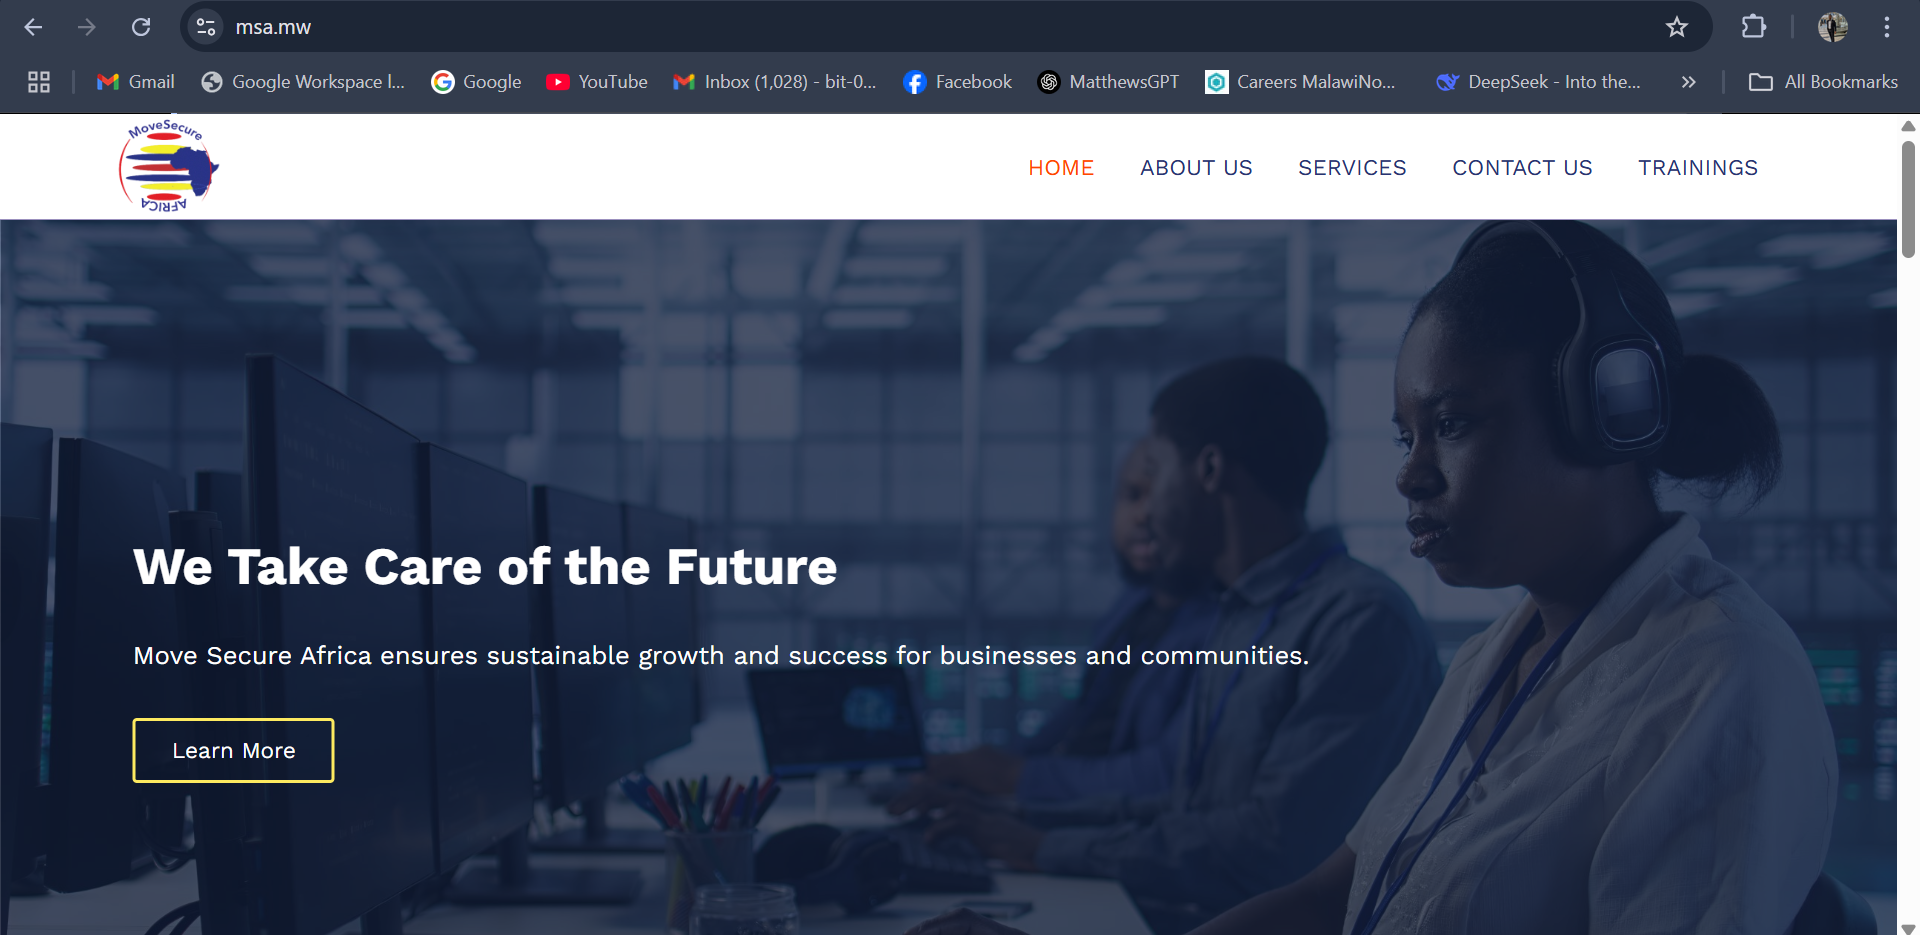 msa.mw
Gmail
Google Workspace l...
Google
YouTube
Inbox (1,028) - bit-0...
Facebook
MatthewsGPT
Careers MalawiNo...
DeepSeek - Into the...
All Bookmarks
MoveSecure
AFRICA
HOME
ABOUT US
SERVICES
CONTACT US
TRAININGS
We Take Care of the Future
Move Secure Africa ensures sustainable growth and success for businesses and communities.
Learn More